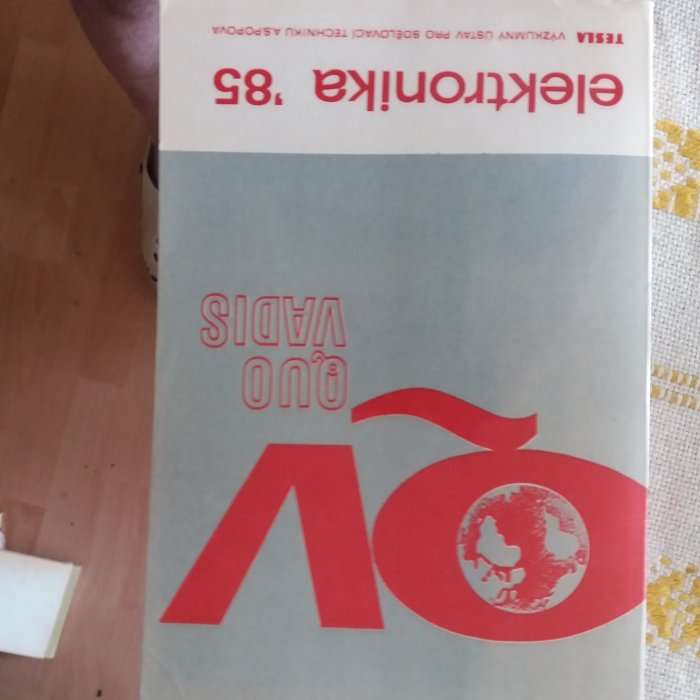 QV
QUO
VADIS
elektronika '85
TESLA VÝZKUMNÝ ÚSTAV PRO SDĚLOVACÍ TECHNIKU A.S.POPOVA